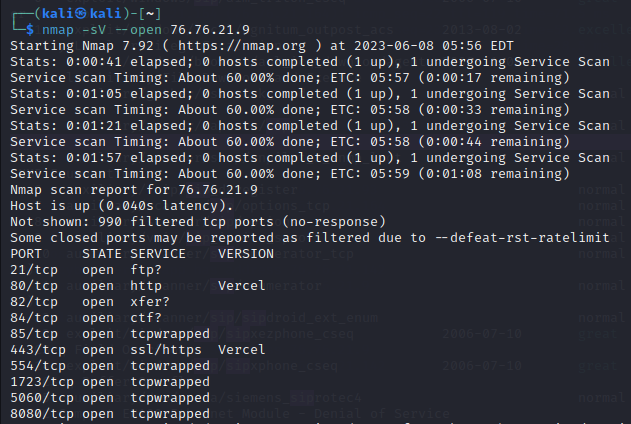 ┌──(kali㉿kali)-[~]
└─$ nmap -sV --open 76.76.21.9
Starting Nmap 7.92 ( https://nmap.org ) at 2023-06-08 05:56 EDT
Stats: 0:00:41 elapsed; 0 hosts completed (1 up), 1 undergoing Service Scan
Service scan Timing: About 60.00% done; ETC: 05:57 (0:00:17 remaining)
Stats: 0:01:05 elapsed; 0 hosts completed (1 up), 1 undergoing Service Scan
Service scan Timing: About 60.00% done; ETC: 05:58 (0:00:33 remaining)
Stats: 0:01:21 elapsed; 0 hosts completed (1 up), 1 undergoing Service Scan
Service scan Timing: About 60.00% done; ETC: 05:58 (0:00:44 remaining)
Stats: 0:01:57 elapsed; 0 hosts completed (1 up), 1 undergoing Service Scan
Service scan Timing: About 60.00% done; ETC: 05:59 (0:01:08 remaining)
Nmap scan report for 76.76.21.9
Host is up (0.040s latency).
Not shown: 990 filtered tcp ports (no-response)
Some closed ports may be reported as filtered due to --defeat-rst-ratelimit
PORT     STATE SERVICE    VERSION
21/tcp   open  ftp?
80/tcp   open  http       Vercel
82/tcp   open  xfer?
84/tcp   open  ctf?
85/tcp   open  tcpwrapped
443/tcp  open  ssl/https  Vercel
554/tcp  open  tcpwrapped
1723/tcp open  tcpwrapped
5060/tcp open  tcpwrapped
8080/tcp open  tcpwrapped